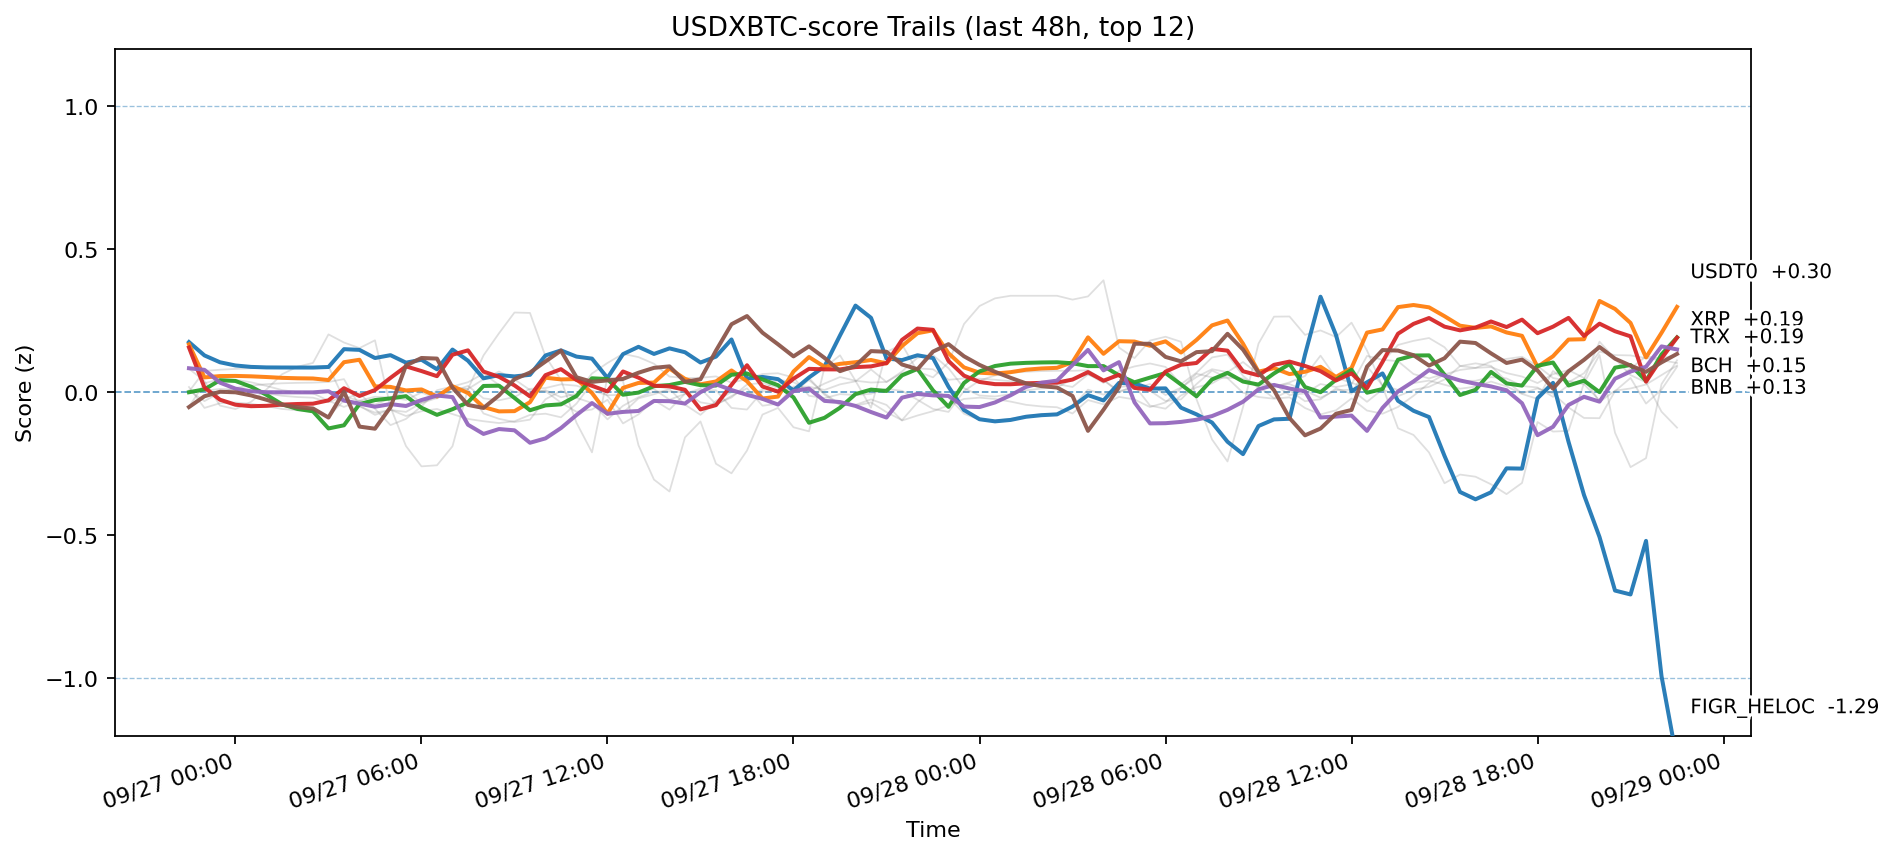 USDXBTC-score Trails (last 48h, top 12)
Score (z)
1.0
0.5
0.0
−0.5
−1.0
USDT0 +0.30
XRP +0.19
TRX +0.19
BCH +0.15
BNB +0.13
FIGR_HELOC -1.29
09/27 00:00
09/27 06:00
09/27 12:00
09/27 18:00
09/28 00:00
09/28 06:00
09/28 12:00
09/28 18:00
09/29 00:00
Time